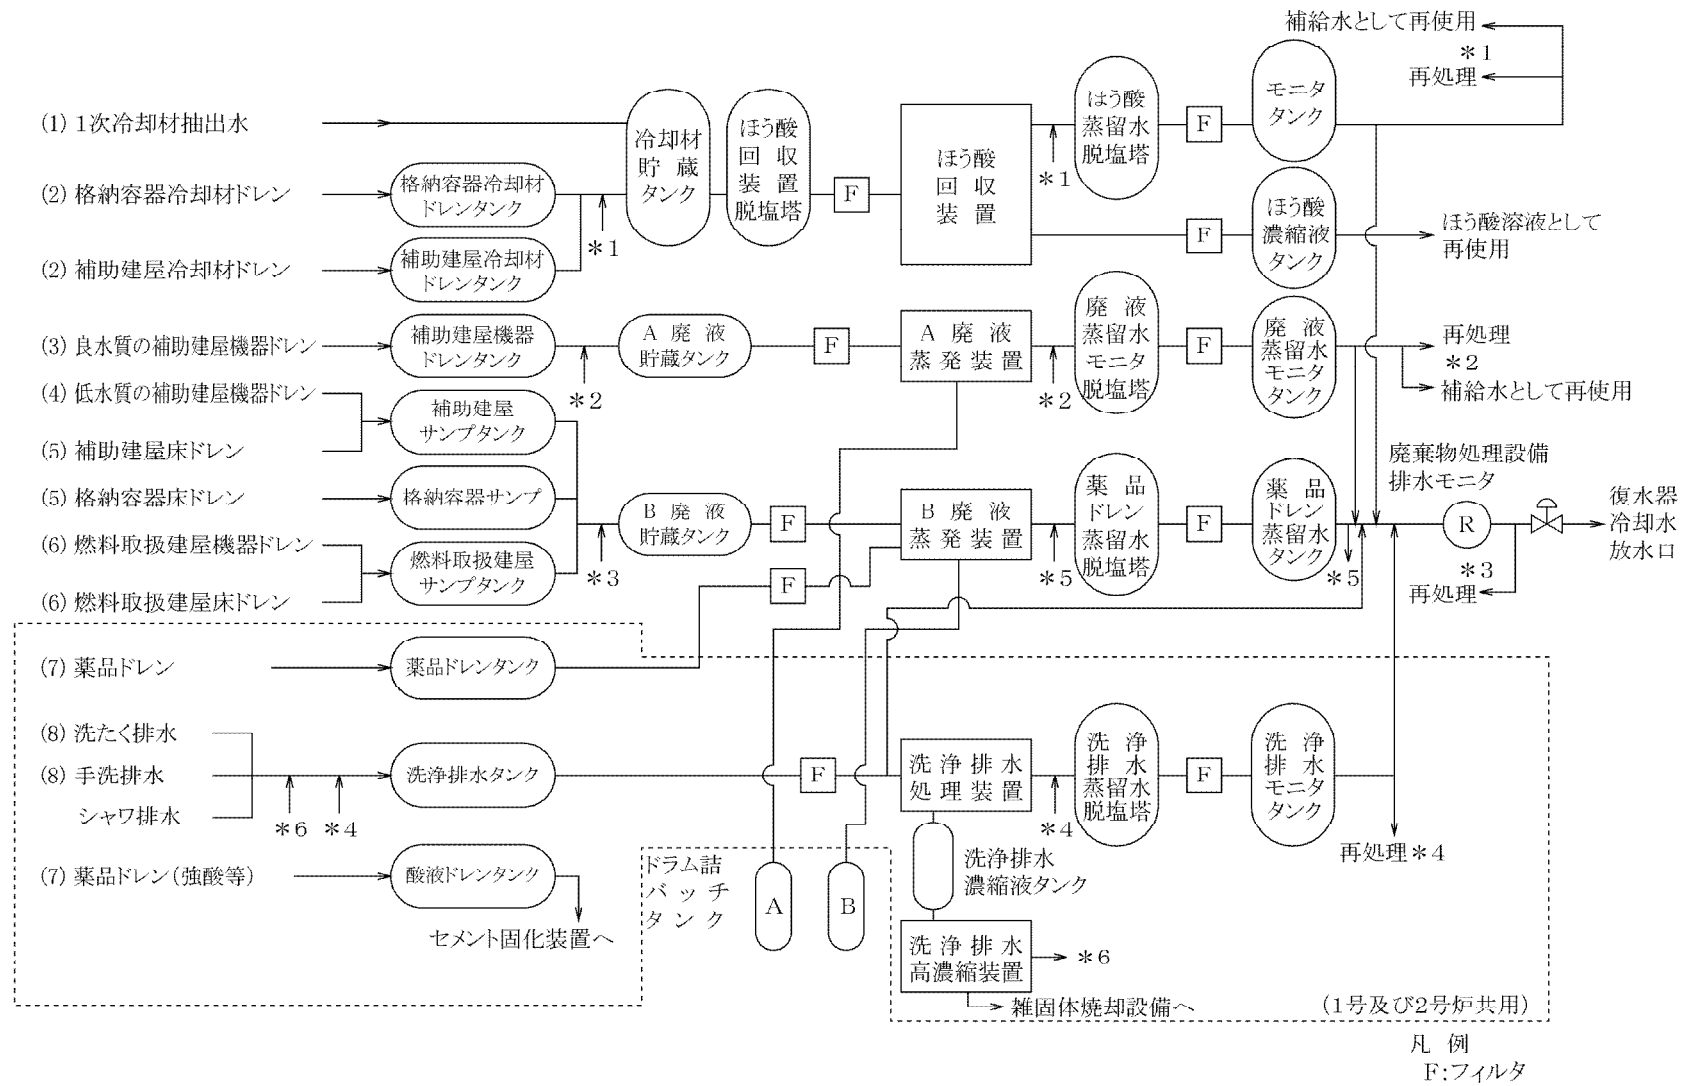 補給水として再使用
＊1
再処理
(1) 1次冷却材抽出水
冷却材
貯蔵
タンク
ほう酸
回収
装置
脱塩塔
F
ほう酸
回収
装置
＊1
ほう酸
蒸留水
脱塩塔
F
モニタ
タンク
(2) 格納容器冷却材ドレン
格納容器冷却材
ドレンタンク
＊1
(2) 補助建屋冷却材ドレン
補助建屋冷却材
ドレンタンク
F
ほう酸
濃縮液
タンク
ほう酸溶液として
再使用
(3) 良水質の補助建屋機器ドレン
補助建屋機器
ドレンタンク
＊2
A 廃液
貯蔵タンク
F
A 廃液
蒸発装置
＊2
廃液
蒸留水
モニタ
脱塩塔
F
廃液
蒸留水
モニタ
タンク
再処理
＊2
補給水として再使用
(4) 低水質の補助建屋機器ドレン
(5) 補助建屋床ドレン
補助建屋
サンプタンク
(5) 格納容器床ドレン
格納容器サンプ
(6) 燃料取扱建屋機器ドレン
(6) 燃料取扱建屋床ドレン
燃料取扱建屋
サンプタンク
＊3
B 廃液
貯蔵タンク
F
F
B 廃液
蒸発装置
＊5
薬品
ドレン
蒸留水
脱塩塔
F
薬品
ドレン
蒸留水
タンク
＊5
廃棄物処理設備
排水モニタ
R
＊3
再処理
復水器
冷却水
放水口
(7) 薬品ドレン
薬品ドレンタンク
(8) 洗たく排水
(8) 手洗排水
シャワ排水
＊6
＊4
洗浄排水タンク
F
洗浄排水
処理装置
＊4
洗浄
排水
蒸留水
脱塩塔
F
洗浄
排水
モニタ
タンク
再処理＊4
(7) 薬品ドレン(強酸等)
酸液ドレンタンク
セメント固化装置へ
ドラム詰
バッチ
タンク
A
B
洗浄排水
濃縮液タンク
洗浄排水
高濃縮装置
＊6
雑固体焼却設備へ
(1号及び2号炉共用)
凡例
F:フィルタ